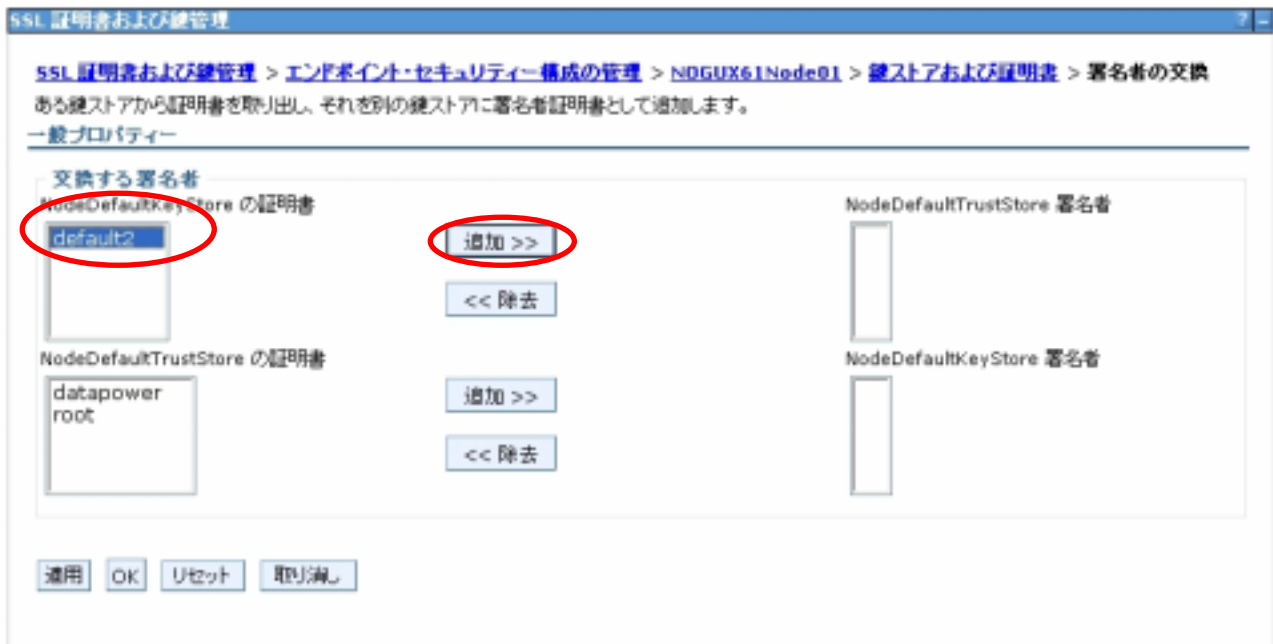 SSL 証明書および鍵管理 ? -
SSL 証明書および鍵管理 > エンドポイント・セキュリティー構成の管理 > NOGUX61Node01 > 鍵ストアおよび証明書 > 署名者の交換
ある鍵ストアから証明書を取り出し、それを別の鍵ストアに署名者証明書として追加します。
一般プロパティー
交換する署名者
NodeDefaultKeyStore の証明書
NodeDefaultTrustStore 署名者
default2
追加 >>
<< 除去
NodeDefaultTrustStore の証明書
NodeDefaultKeyStore 署名者
datapower
root
追加 >>
<< 除去
適用 OK リセット 取り消し